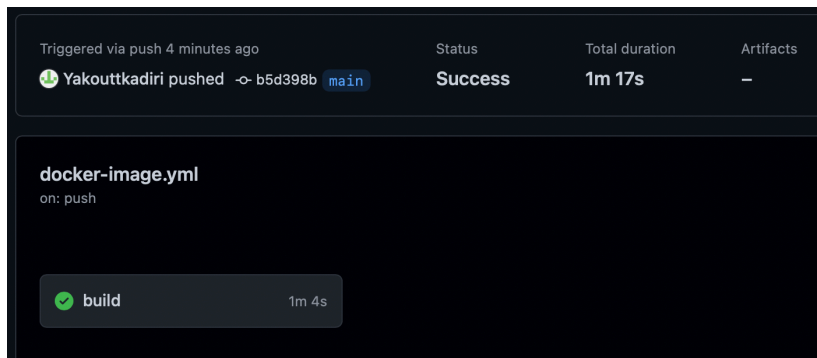 Triggered via push 4 minutes ago
Status
Total duration
Artifacts
Yakouttkadiri pushed b5d398b main
Success
1m 17s
–
docker-image.yml
on: push
build
1m 4s